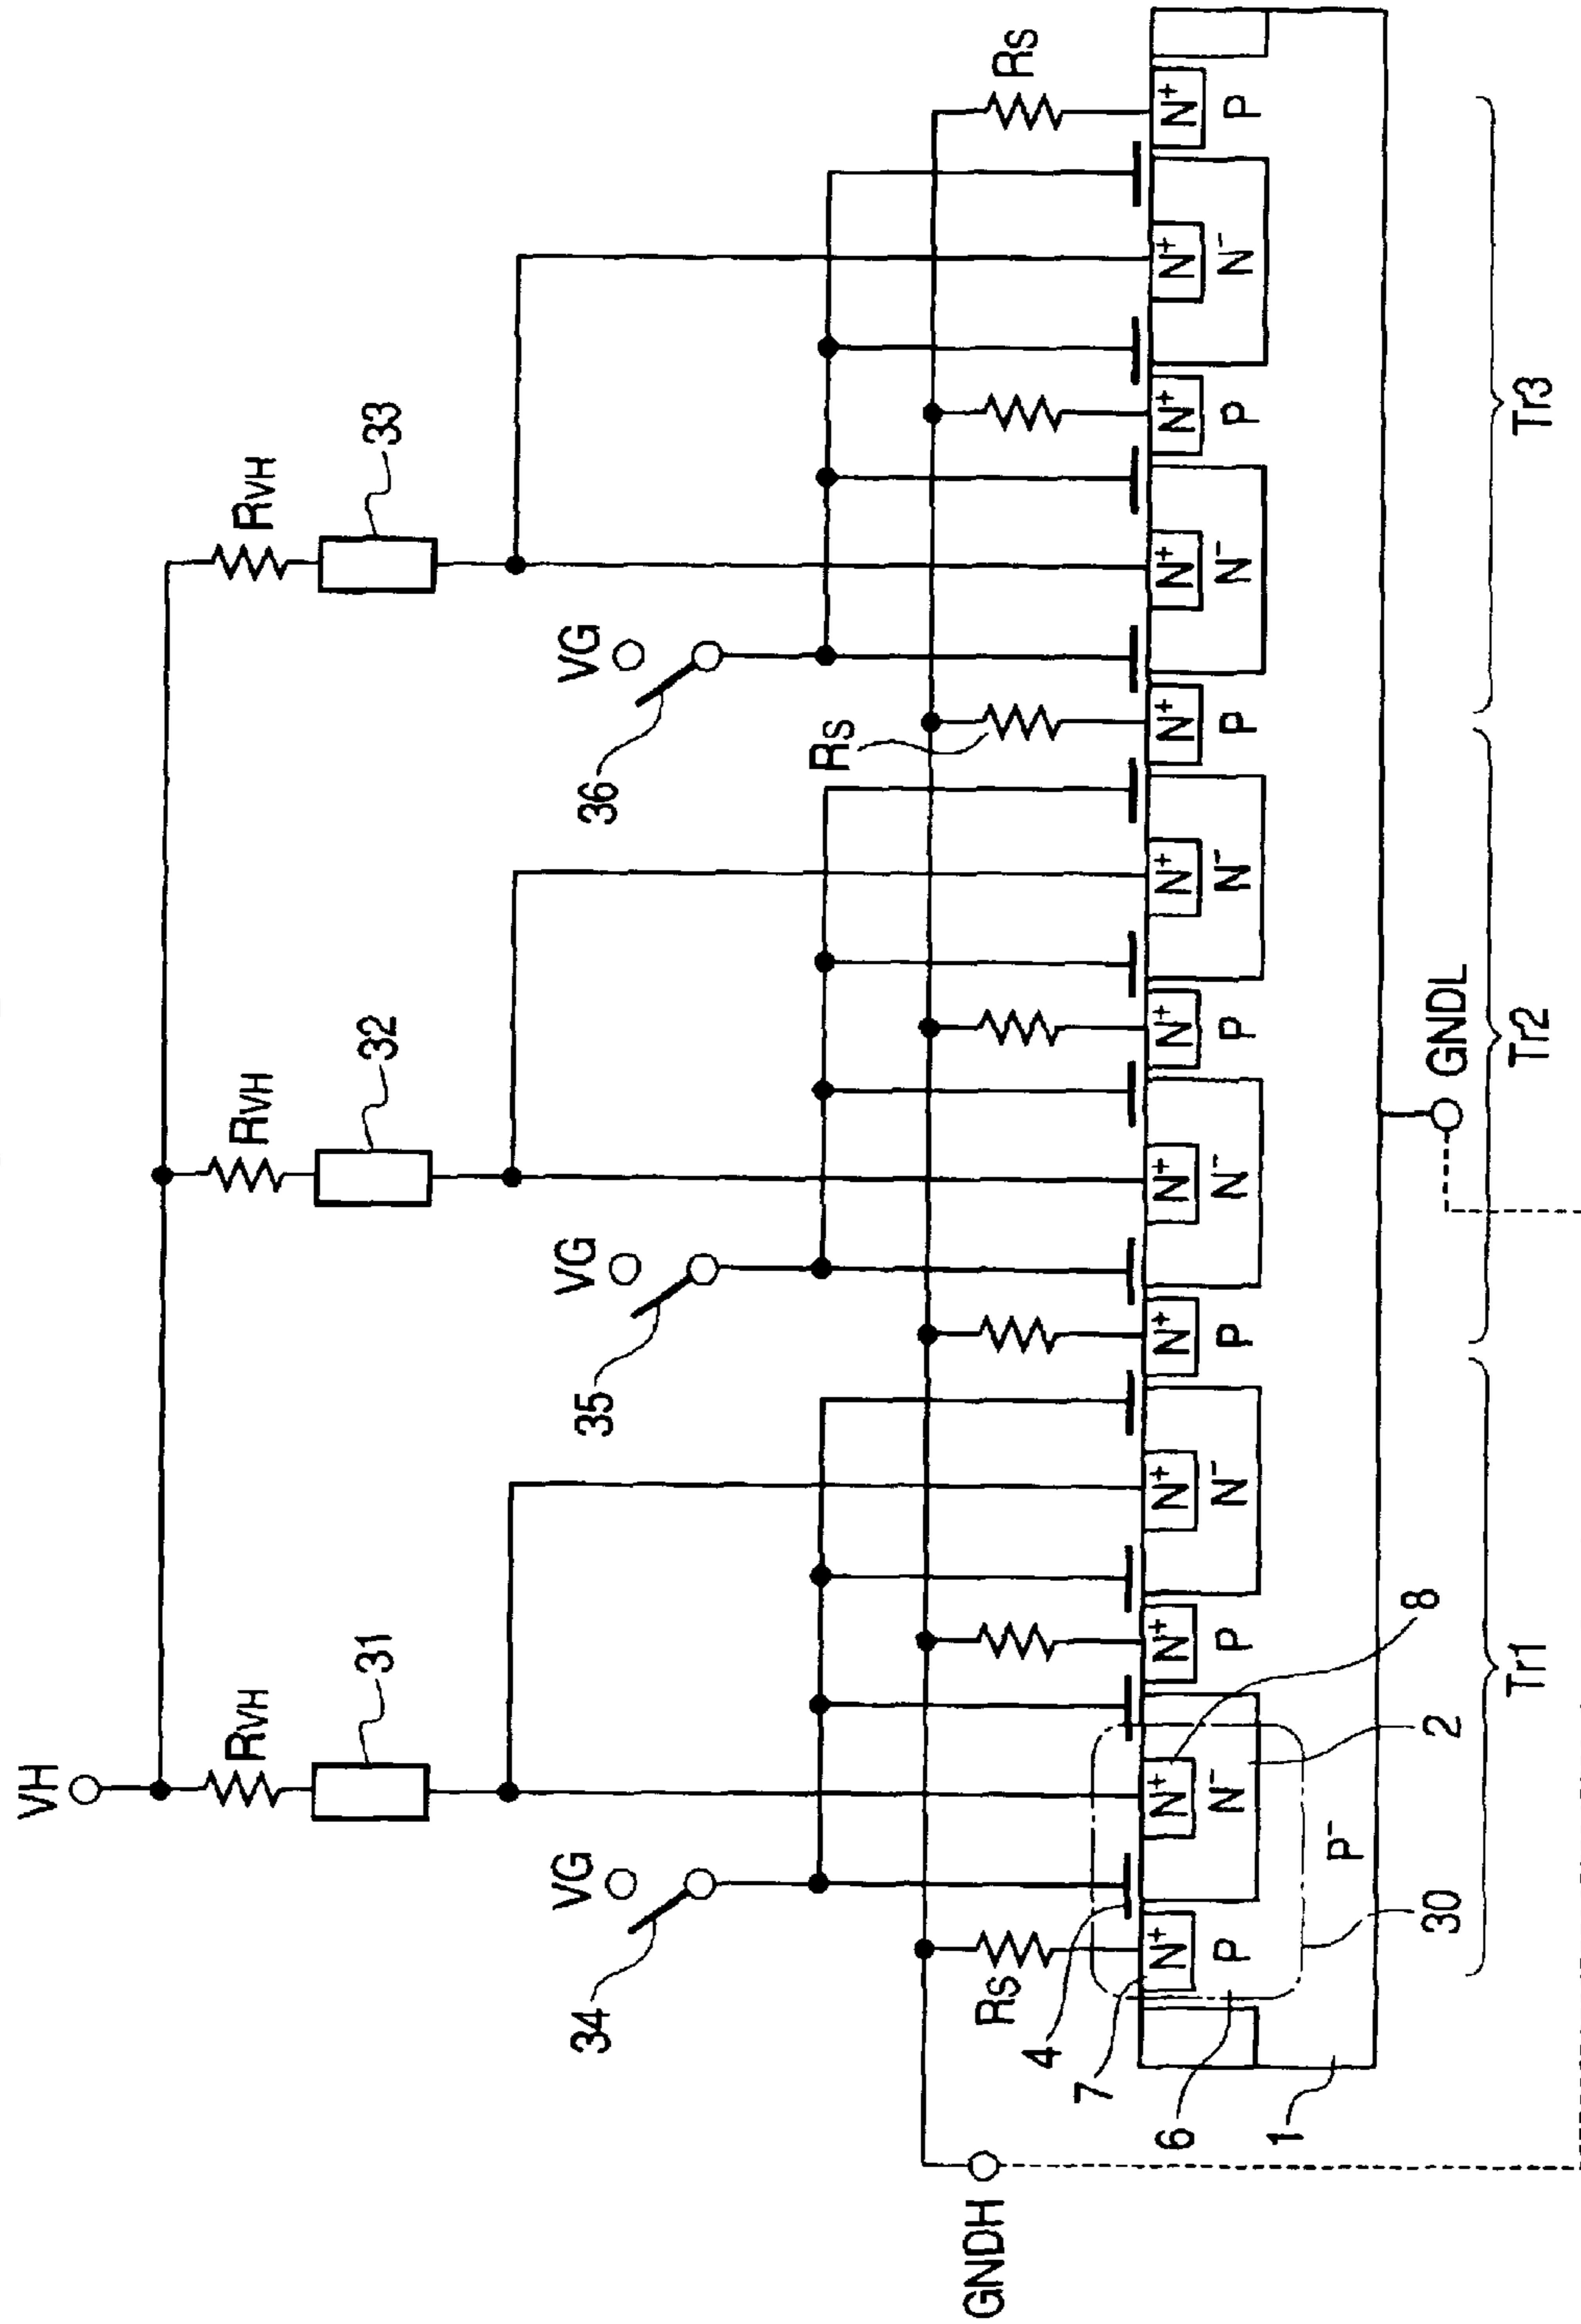 VH
RVH RVH RVH
31 32 33
VG VG VG
34 35 36
Rs
GNDH Rs Rs
4
7
N+ N+ N+ N+ N+ N+ N+ N+ N+ N+ N+ N+ N+
6
P N- P N- P N- P N- P N- P N- P
1
P-
30 2 8 GNDL
Tr1 Tr2 Tr3